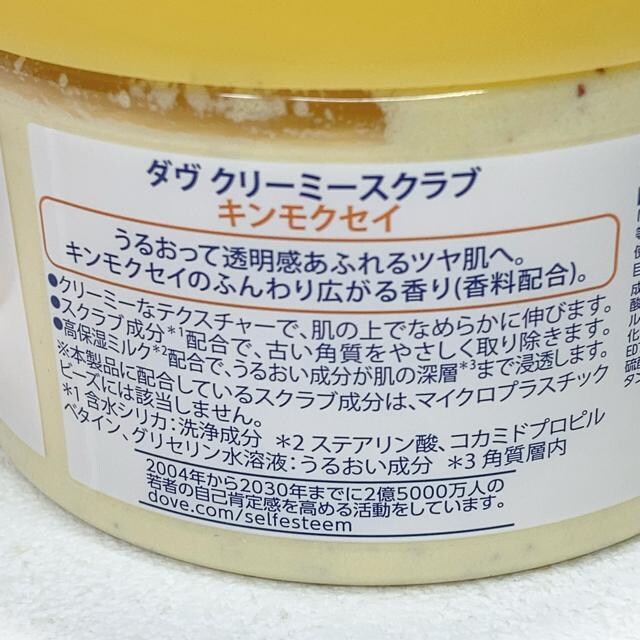 ダヴ クリーミースクラブ
キンモクセイ
うるおって透明感あふれるツヤ肌へ。
キンモクセイのふんわり広がる香り(香料配合)。
●クリーミーなテクスチャーで、肌の上でなめらかに伸びます。
●スクラブ成分*1配合で、古い角質をやさしく取り除きます。
●高保湿ミルク*2配合で、うるおい成分が肌の深層*3まで浸透します。
※本製品に配合しているスクラブ成分は、マイクロプラスチック
ビーズには該当しません。
*1 含水シリカ:洗浄成分 *2 ステアリン酸、コカミドプロピル
ベタイン、グリセリン水溶液:うるおい成分 *3 角質層内
2004年から2030年までに2億5000万人の
若者の自己肯定感を高める活動をしています。
dove.com/selfesteem